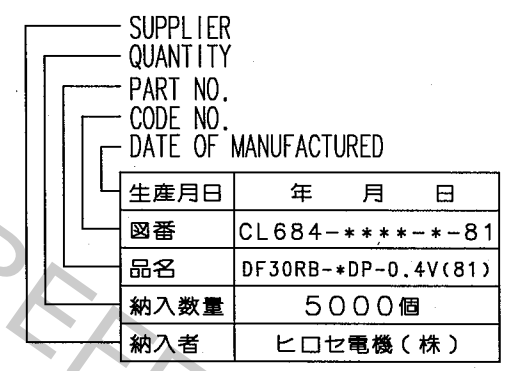 SUPPLIER
QUANTITY
PART NO.
CODE NO.
DATE OF MANUFACTURED
生産月日 年 月 日
図番 CL684-****-*-81
品名 DF30RB-*DP-0.4V(81)
納入数量 5000個
納入者 ヒロセ電機(株)